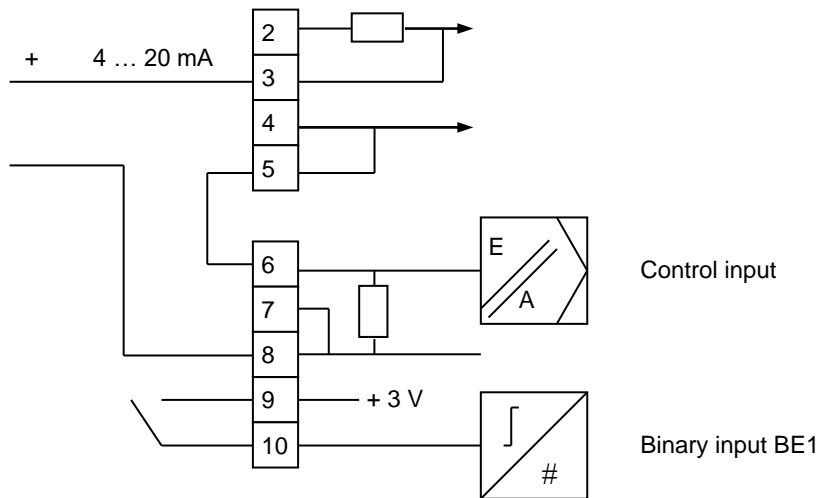 2
+ 4 … 20 mA
3
4
5
E
6
Control input
A
7
8
9
+ 3 V
10
Binary input BE1
#